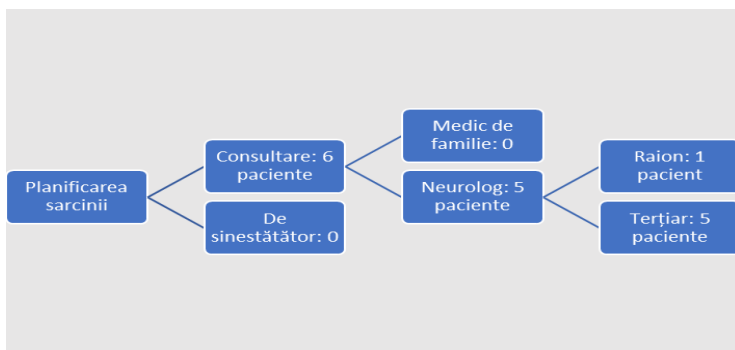 Planificarea
sarcinii
Consultare: 6
paciente
De
sinestătător: 0
Medic de
familie: 0
Neurolog: 5
paciente
Raion: 1
pacient
Terțiar: 5
paciente